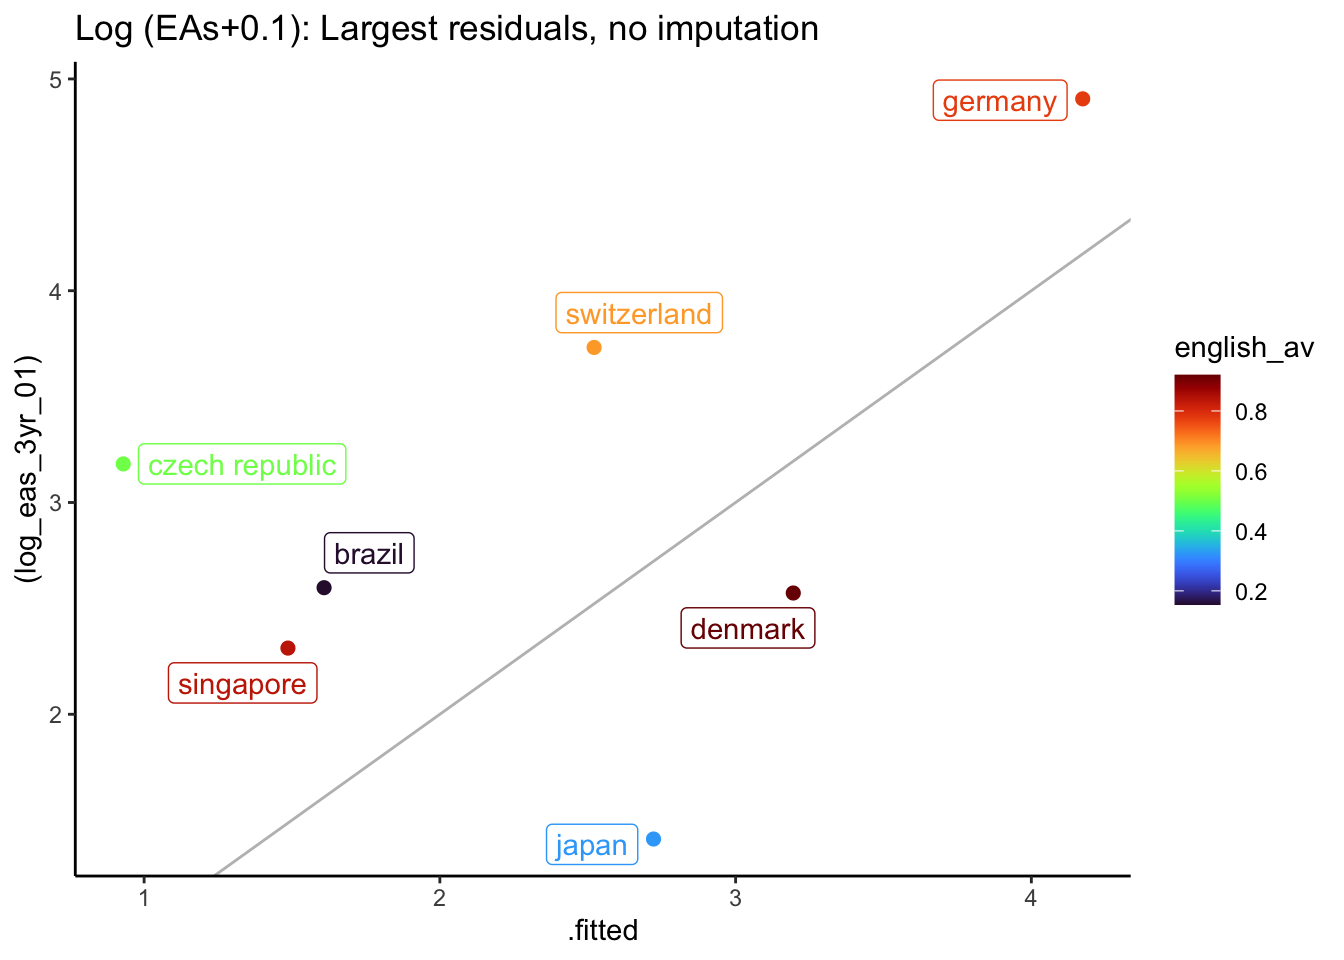 Log (EAs+0.1): Largest residuals, no imputation
5
germany
4
switzerland
(log_eas_3yr_01)
czech republic
3
brazil
denmark
singapore
2
japan
1
2
3
4
.fitted
english_av
0.8
0.6
0.4
0.2